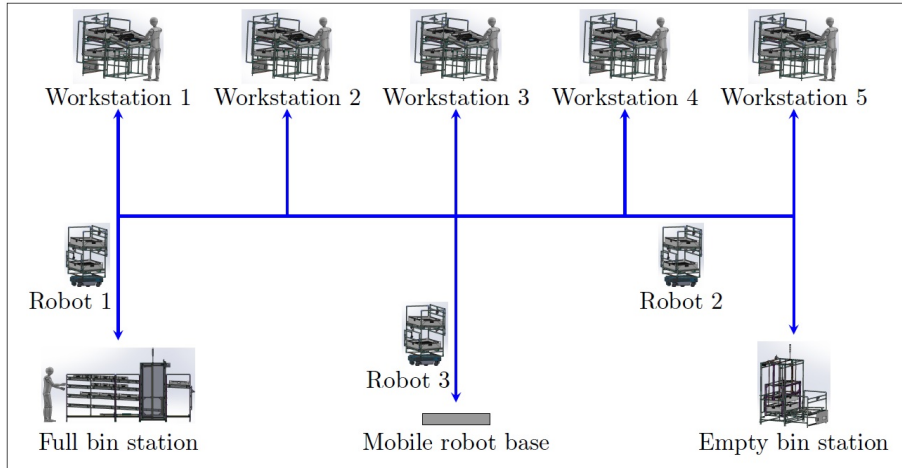 Workstation 1
Workstation 2
Workstation 3
Workstation 4
Workstation 5
Robot 1
Robot 2
Robot 3
Full bin station
Mobile robot base
Empty bin station